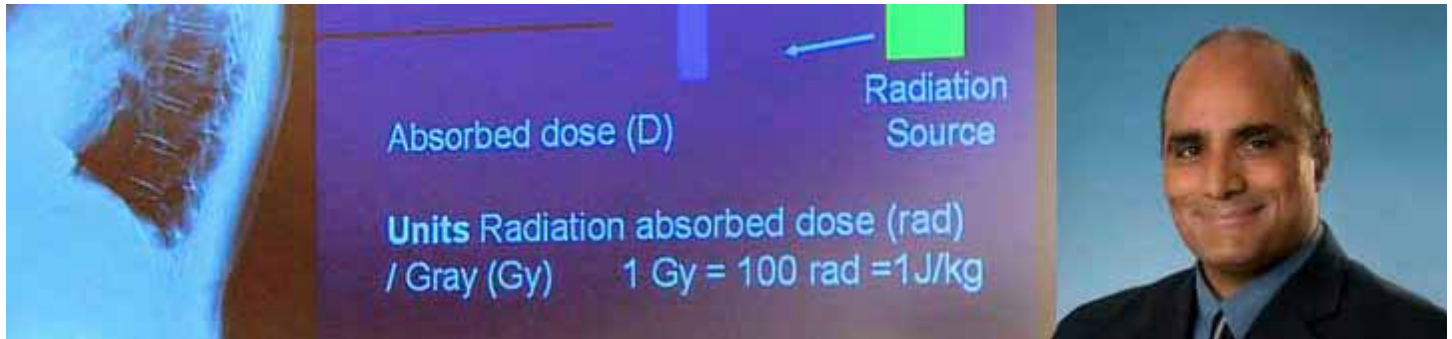 Radiation
Source
Absorbed dose (D)
Units Radiation absorbed dose (rad)
/ Gray (Gy) 1 Gy = 100 rad =1J/kg